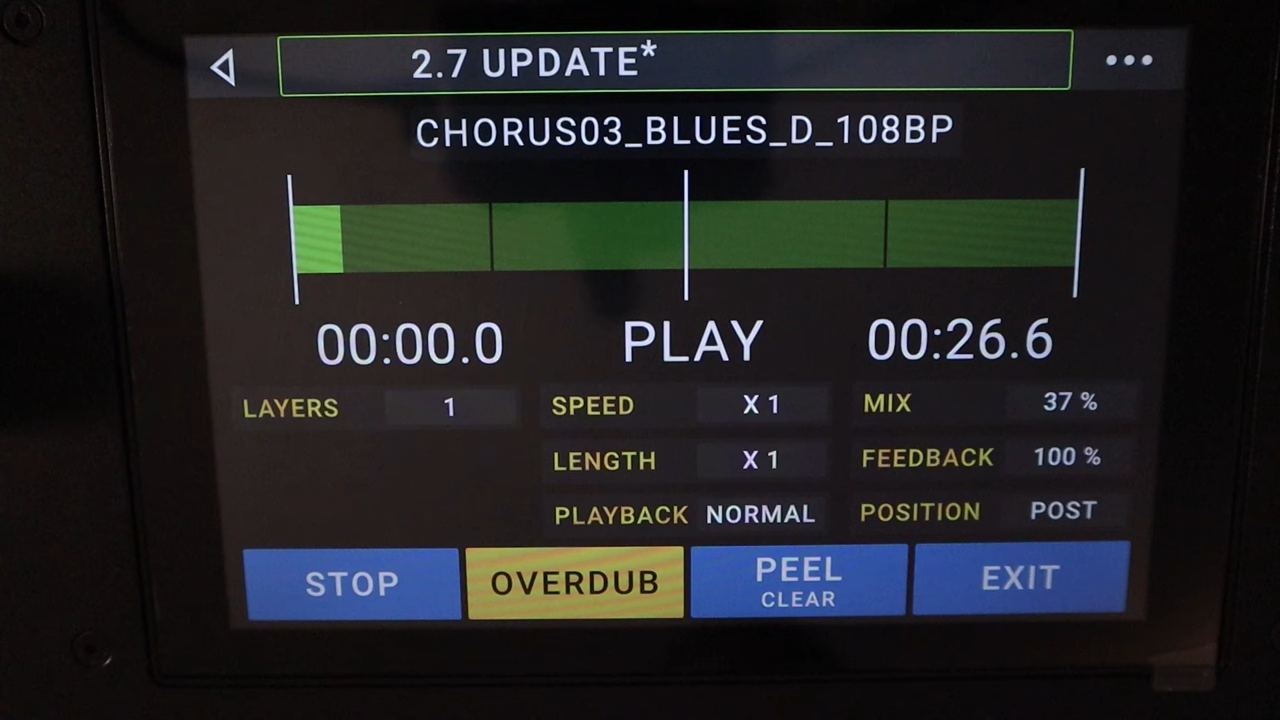 2.7 UPDATE*
CHORUS03_BLUES_D_108BP
00:00.0 PLAY 00:26.6
LAYERS 1 SPEED X 1 MIX 37 %
LENGTH X 1 FEEDBACK 100 %
PLAYBACK NORMAL POSITION POST
STOP OVERDUB PEEL EXIT
CLEAR